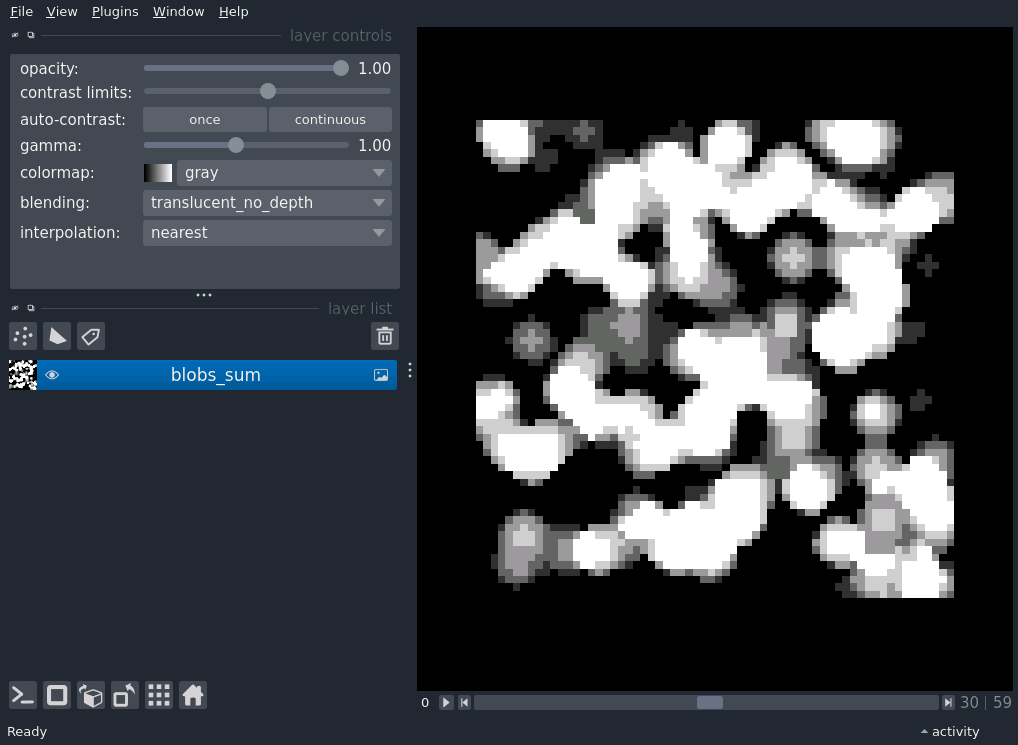 File View Plugins Window Help
layer controls
opacity: 1.00
contrast limits:
auto-contrast: once continuous
gamma: 1.00
colormap: gray
blending: translucent_no_depth
interpolation: nearest
layer list
blobs_sum
0 30 | 59
Ready activity